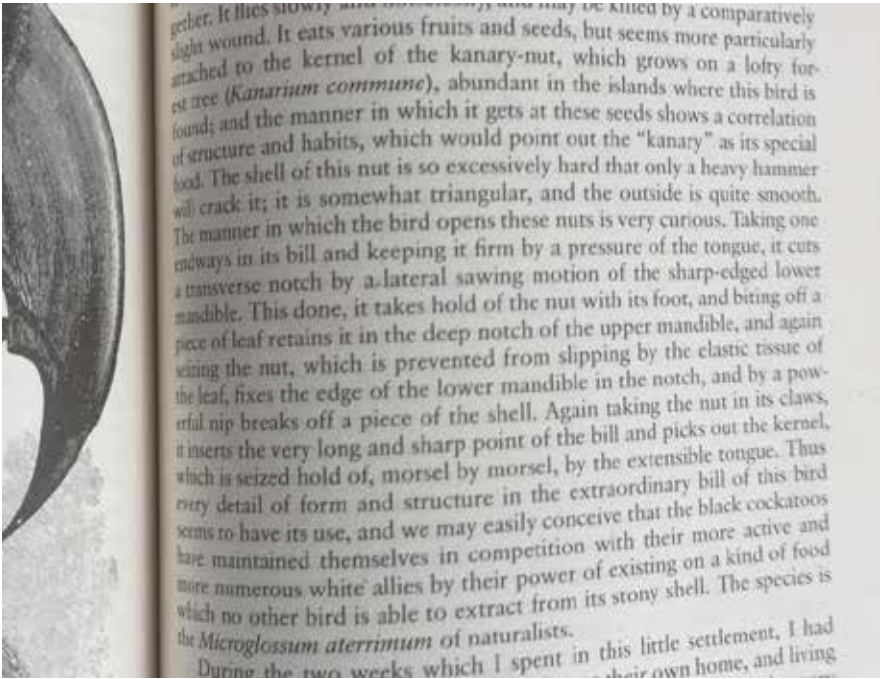 gether. It flies slowly and may be killed by a comparatively
slight wound. It eats various fruits and seeds, but seems more particularly
attached to the kernel of the kanary-nut, which grows on a lofty for-
est tree (Kanarium commune), abundant in the islands where this bird is
found; and the manner in which it gets at these seeds shows a correlation
of structure and habits, which would point out the "kanary" as its special
food. The shell of this nut is so excessively hard that only a heavy hammer
will crack it; it is somewhat triangular, and the outside is quite smooth.
The manner in which the bird opens these nuts is very curious. Taking one
endways in its bill and keeping it firm by a pressure of the tongue, it cuts
a transverse notch by a lateral sawing motion of the sharp-edged lower
mandible. This done, it takes hold of the nut with its foot, and biting off a
piece of leaf retains it in the deep notch of the upper mandible, and again
seizing the nut, which is prevented from slipping by the elastic tissue of
the leaf, fixes the edge of the lower mandible in the notch, and by a pow-
erful nip breaks off a piece of the shell. Again taking the nut in its claws,
it inserts the very long and sharp point of the bill and picks out the kernel,
which is seized hold of, morsel by morsel, by the extensible tongue. Thus
every detail of form and structure in the extraordinary bill of this bird
seems to have its use, and we may easily conceive that the black cockatoos
have maintained themselves in competition with their more active and
more numerous white allies by their power of existing on a kind of food
which no other bird is able to extract from its stony shell. The species is
the Microglossum aterrimum of naturalists.
During the two weeks which I spent in this little settlement, I had
their own home, and living